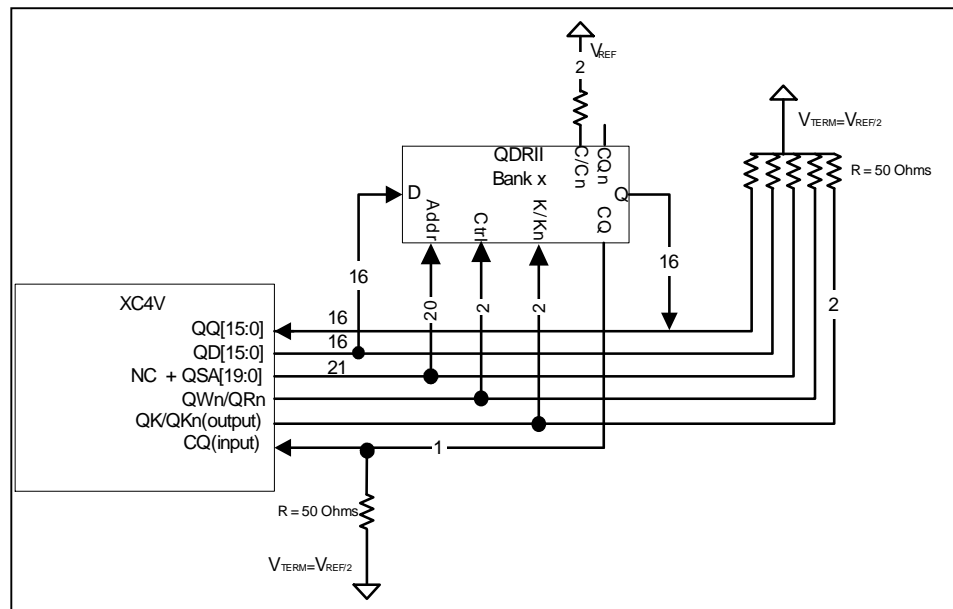 VREF
2
VTERM=VREF/2
R = 50 Ohms
QDRII
Bank x
C/Cn
CQn
D
Addr
Ctrl
K/Kn
CQ
Q
16
20
2
2
16
2
XC4V
QQ[15:0]
16
QD[15:0]
16
NC + QSA[19:0]
21
QWn/QRn
QK/QKn(output)
CQ(input)
1
R = 50 Ohms
VTERM=VREF/2